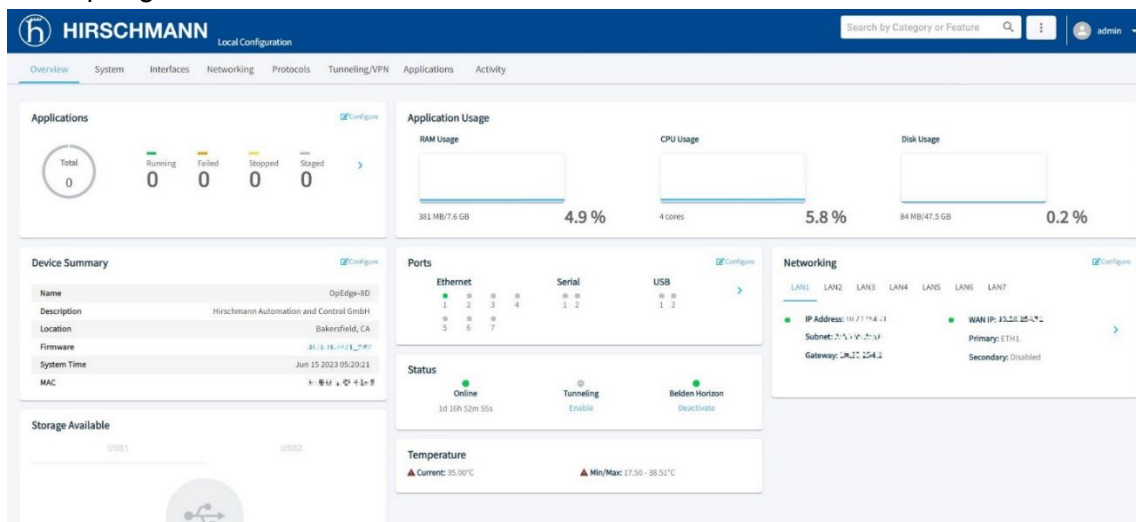 HIRSCHMANN
Local Configuration
Search by Category or Feature
admin
Overview System Interfaces Networking Protocols Tunneling/VPN Applications Activity
Applications
Configure
Total
0
Running Failed Stopped Staged
0 0 0 0
Application Usage
RAM Usage
381 MB/7.6 GB
4.9 %
CPU Usage
4 cores
5.8 %
Disk Usage
84 MB/47.5 GB
0.2 %
Device Summary
Configure
Name OpEdge-8D
Description Hirschmann Automation and Control GmbH
Location Bakersfield, CA
Firmware
System Time Jun 15 2023 05:20:21
MAC
Storage Available
USB1 USB2
Ports
Configure
Ethernet
1 2 3 4
5 6 7
Serial
1 2
USB
1 2
Status
Online
1d 16h 52m 55s
Tunneling
Enable
Belden Horizon
Deactivate
Temperature
Current: 35.00°C
Min/Max: 17.50 - 38.51°C
Networking
Configure
LAN1 LAN2 LAN3 LAN4 LAN5 LAN6 LAN7
IP Address:
Subnet:
Gateway:
WAN IP:
Primary: ETH1
Secondary: Disabled